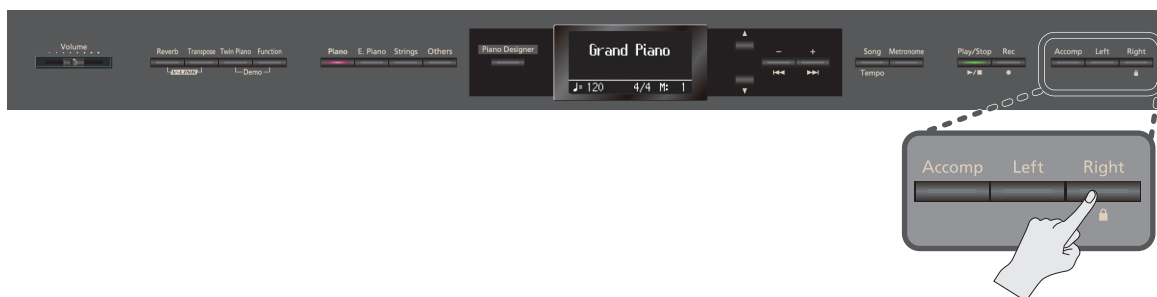 Volume
Reverb Transpose Twin Piano Function
V-LINK
Demo
Piano E. Piano Strings Others
Piano Designer
Grand Piano
♩= 120 4/4 M: 1
- +
Song Metronome
Tempo
Play/Stop Rec
Accomp Left Right
Accomp Left Right